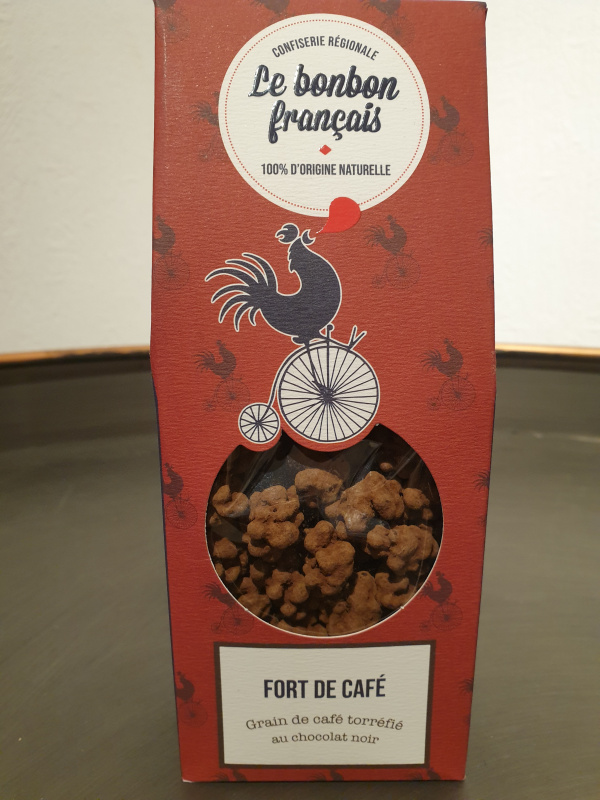 CONFISERIE RÉGIONALE
Le bonbon
français
100% D'ORIGINE NATURELLE
FORT DE CAFÉ
Grain de café torréfié
au chocolat noir